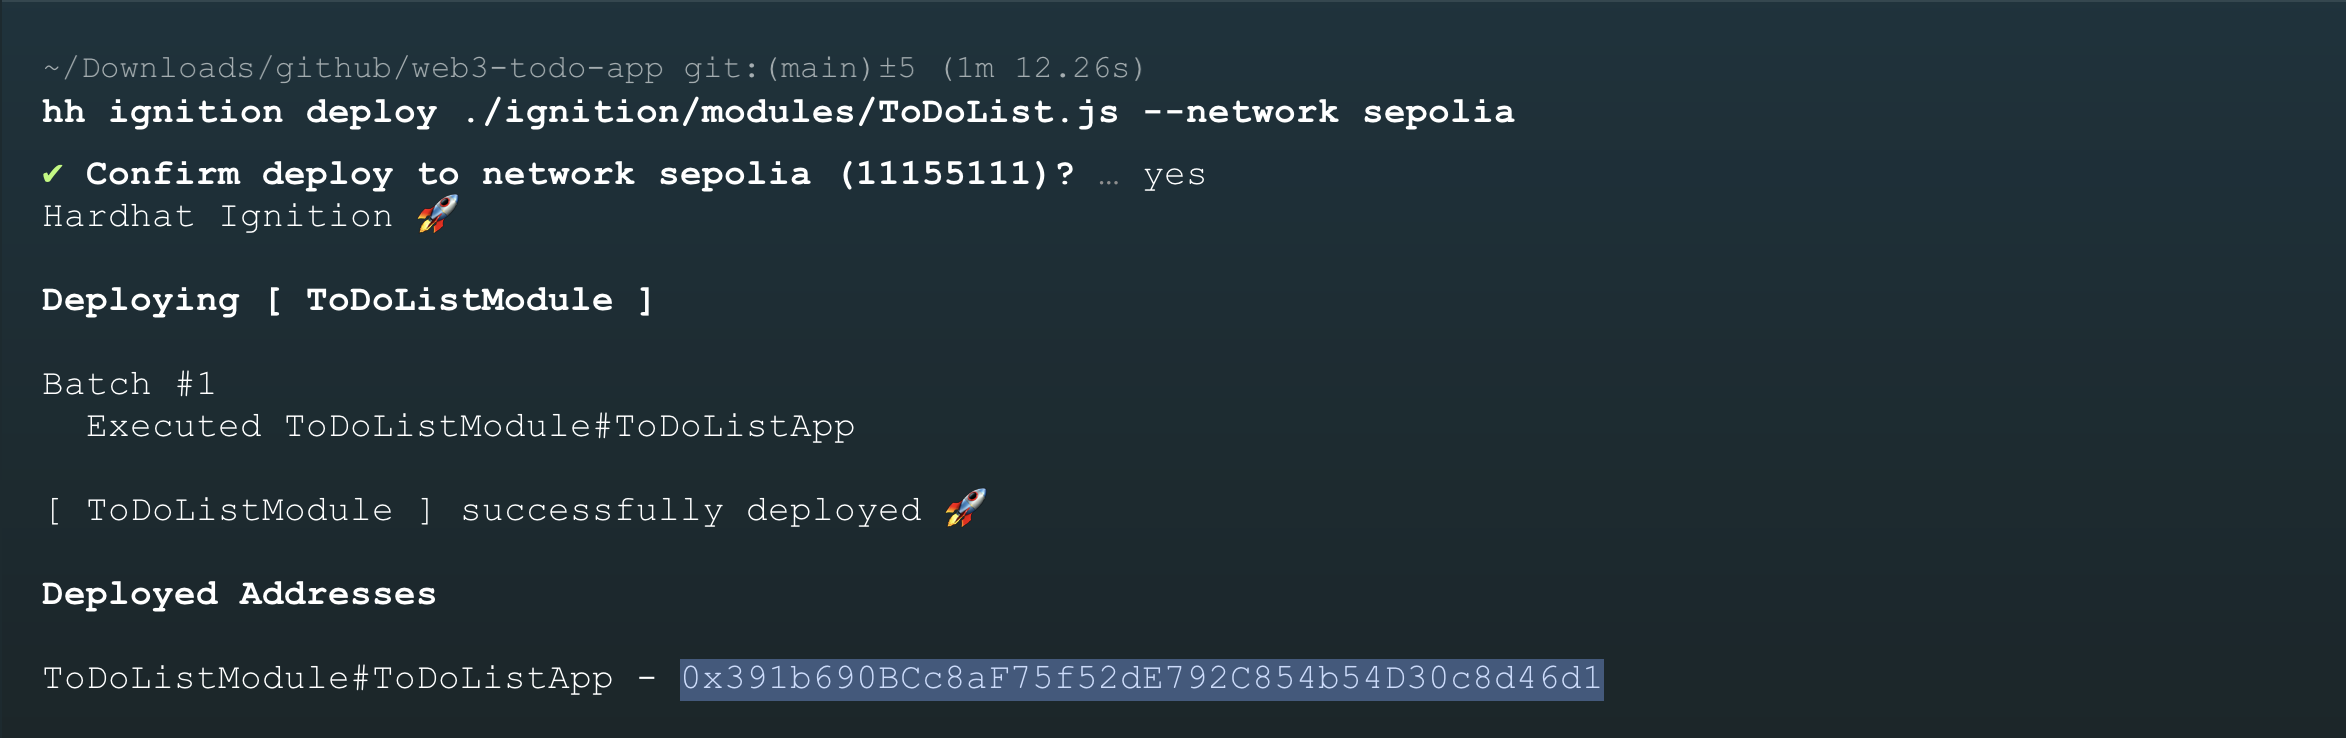 ~/Downloads/github/web3-todo-app git:(main)±5 (1m 12.26s)
hh ignition deploy ./ignition/modules/ToDoList.js --network sepolia
✔ Confirm deploy to network sepolia (11155111)? … yes
Hardhat Ignition 🚀
Deploying [ ToDoListModule ]
Batch #1
Executed ToDoListModule#ToDoListApp
[ ToDoListModule ] successfully deployed 🚀
Deployed Addresses
ToDoListModule#ToDoListApp - 0x391b690BCc8aF75f52dE792C854b54D30c8d46d1